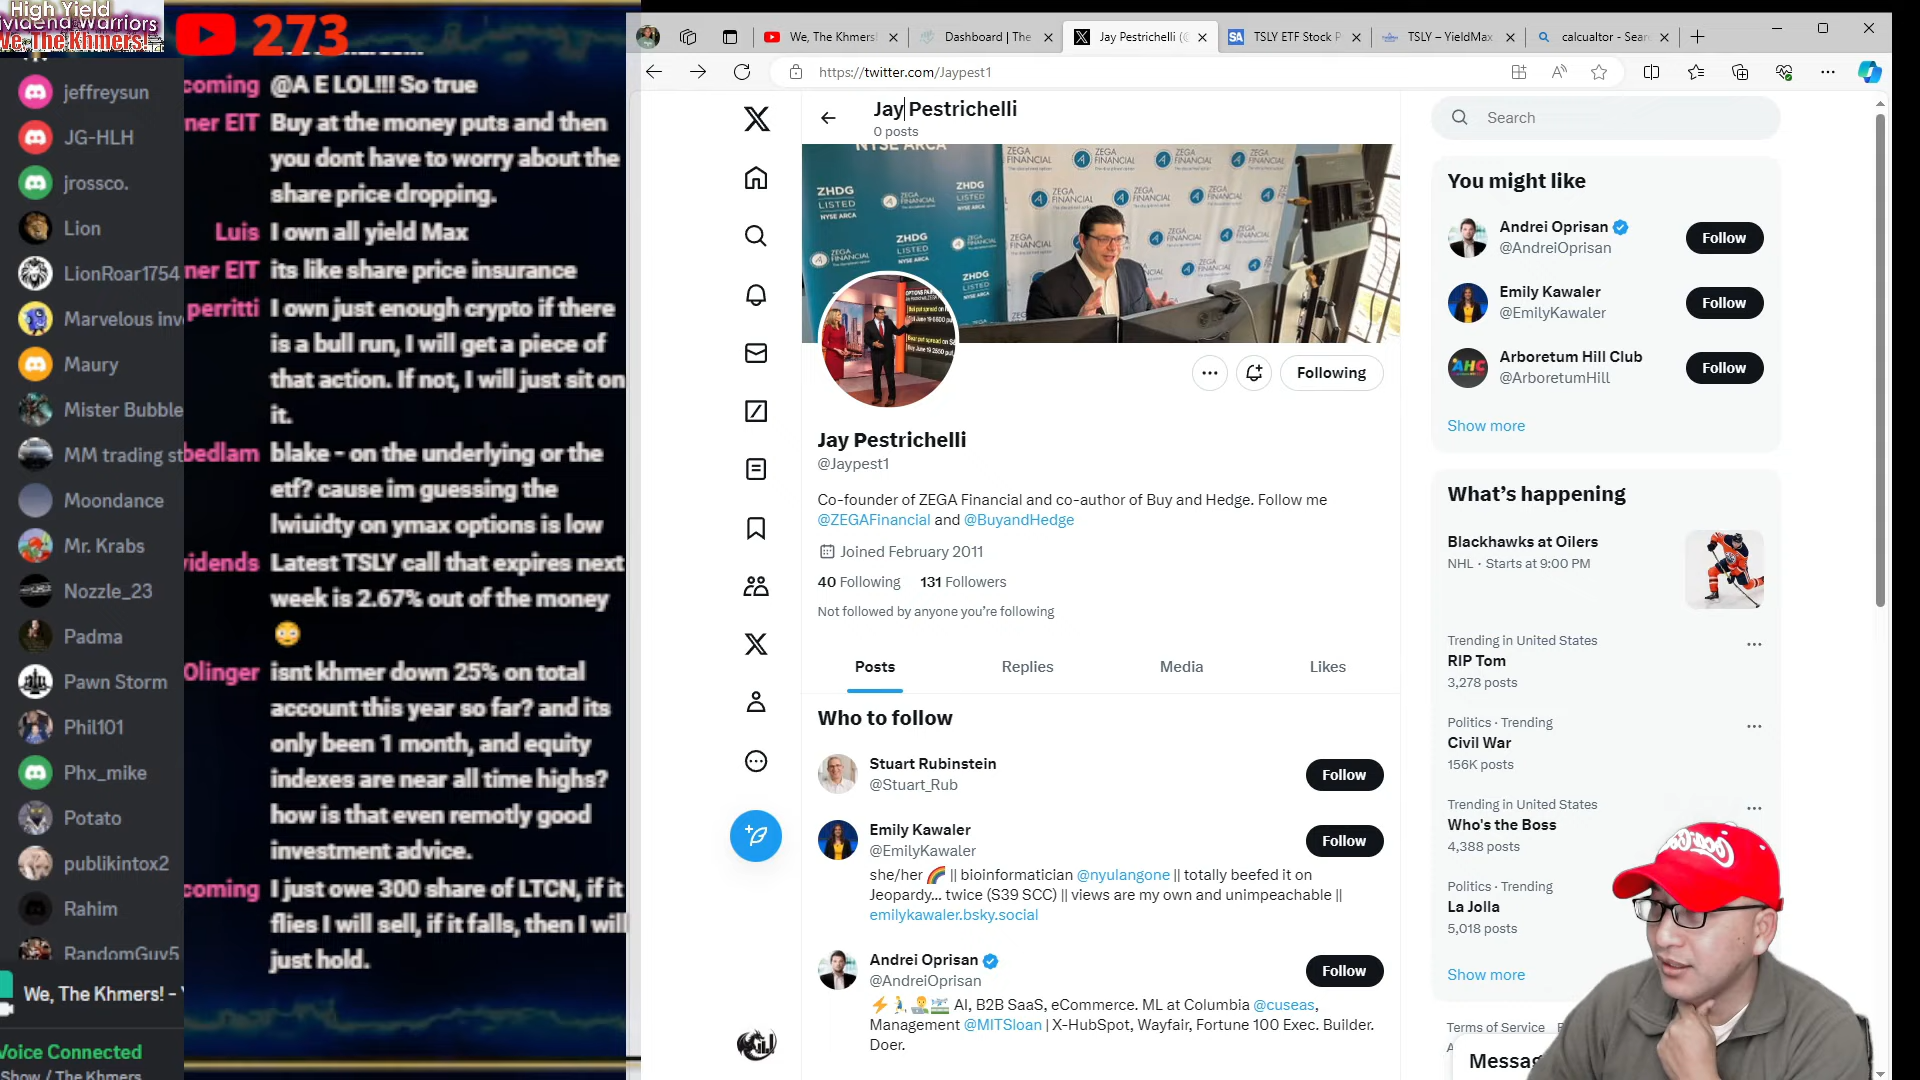 High Yield
ividend Warriors
We, The Khmers!
273
jeffreysun
JG-HLH
jrossco.
Lion
LionRoar1754
Marvelous inv
Maury
Mister Bubble
MM trading st
Moondance
Mr. Krabs
Nozzle_23
Padma
Pawn Storm
Phil101
Phx_mike
Potato
publikintox2
Rahim
RandomGuy5
We, The Khmers! -
Voice Connected
Show / The Khmers
coming @A E LOL!!! So true
ner EIT Buy at the money puts and then
you dont have to worry about the
share price dropping.
Luis I own all yield Max
ner EIT its like share price insurance
perritti I own just enough crypto if there
is a bull run, I will get a piece of
that action. If not, I will just sit on
it.
bedlam blake - on the underlying or the
etf? cause im guessing the
lwiuidty on ymax options is low
vidends Latest TSLY call that expires next
week is 2.67% out of the money
😳
Olinger isnt khmer down 25% on total
account this year so far? and its
only been 1 month, and equity
indexes are near all time highs?
how is that even remotly good
investment advice.
coming I just owe 300 share of LTCN, if it
flies I will sell, if it falls, then I will
just hold.
We, The Khmers!
Dashboard | The
Jay Pestrichelli (@
SA TSLY ETF Stock P
TSLY – YieldMax
calcualtor - Sear
https://twitter.com/Jaypest1
Jay Pestrichelli
0 posts
NYSE ARCA
ZHDG
LISTED
NYSE ARCA
ZEGA
FINANCIAL
Following
Jay Pestrichelli
@Jaypest1
Co-founder of ZEGA Financial and co-author of Buy and Hedge. Follow me
@ZEGAFinancial and @BuyandHedge
Joined February 2011
40 Following 131 Followers
Not followed by anyone you’re following
Posts Replies Media Likes
Who to follow
Stuart Rubinstein
@Stuart_Rub
Follow
Emily Kawaler
@EmilyKawaler
Follow
she/her 🌈 || bioinformatician @nyulangone || totally beefed it on
Jeopardy... twice (S39 SCC) || views are my own and unimpeachable ||
emilykawaler.bsky.social
Andrei Oprisan
@AndreiOprisan
Follow
AI, B2B SaaS, eCommerce. ML at Columbia @cuseas,
Management @MITSloan | X-HubSpot, Wayfair, Fortune 100 Exec. Builder.
Doer.
Search
You might like
Andrei Oprisan
@AndreiOprisan
Follow
Emily Kawaler
@EmilyKawaler
Follow
AHC
Arboretum Hill Club
@ArboretumHill
Follow
Show more
What’s happening
Blackhawks at Oilers
NHL · Starts at 9:00 PM
Trending in United States
RIP Tom
3,278 posts
Politics · Trending
Civil War
156K posts
Trending in United States
Who's the Boss
4,388 posts
Politics · Trending
La Jolla
5,018 posts
Show more
Terms of Service
Messag
Coca-Cola